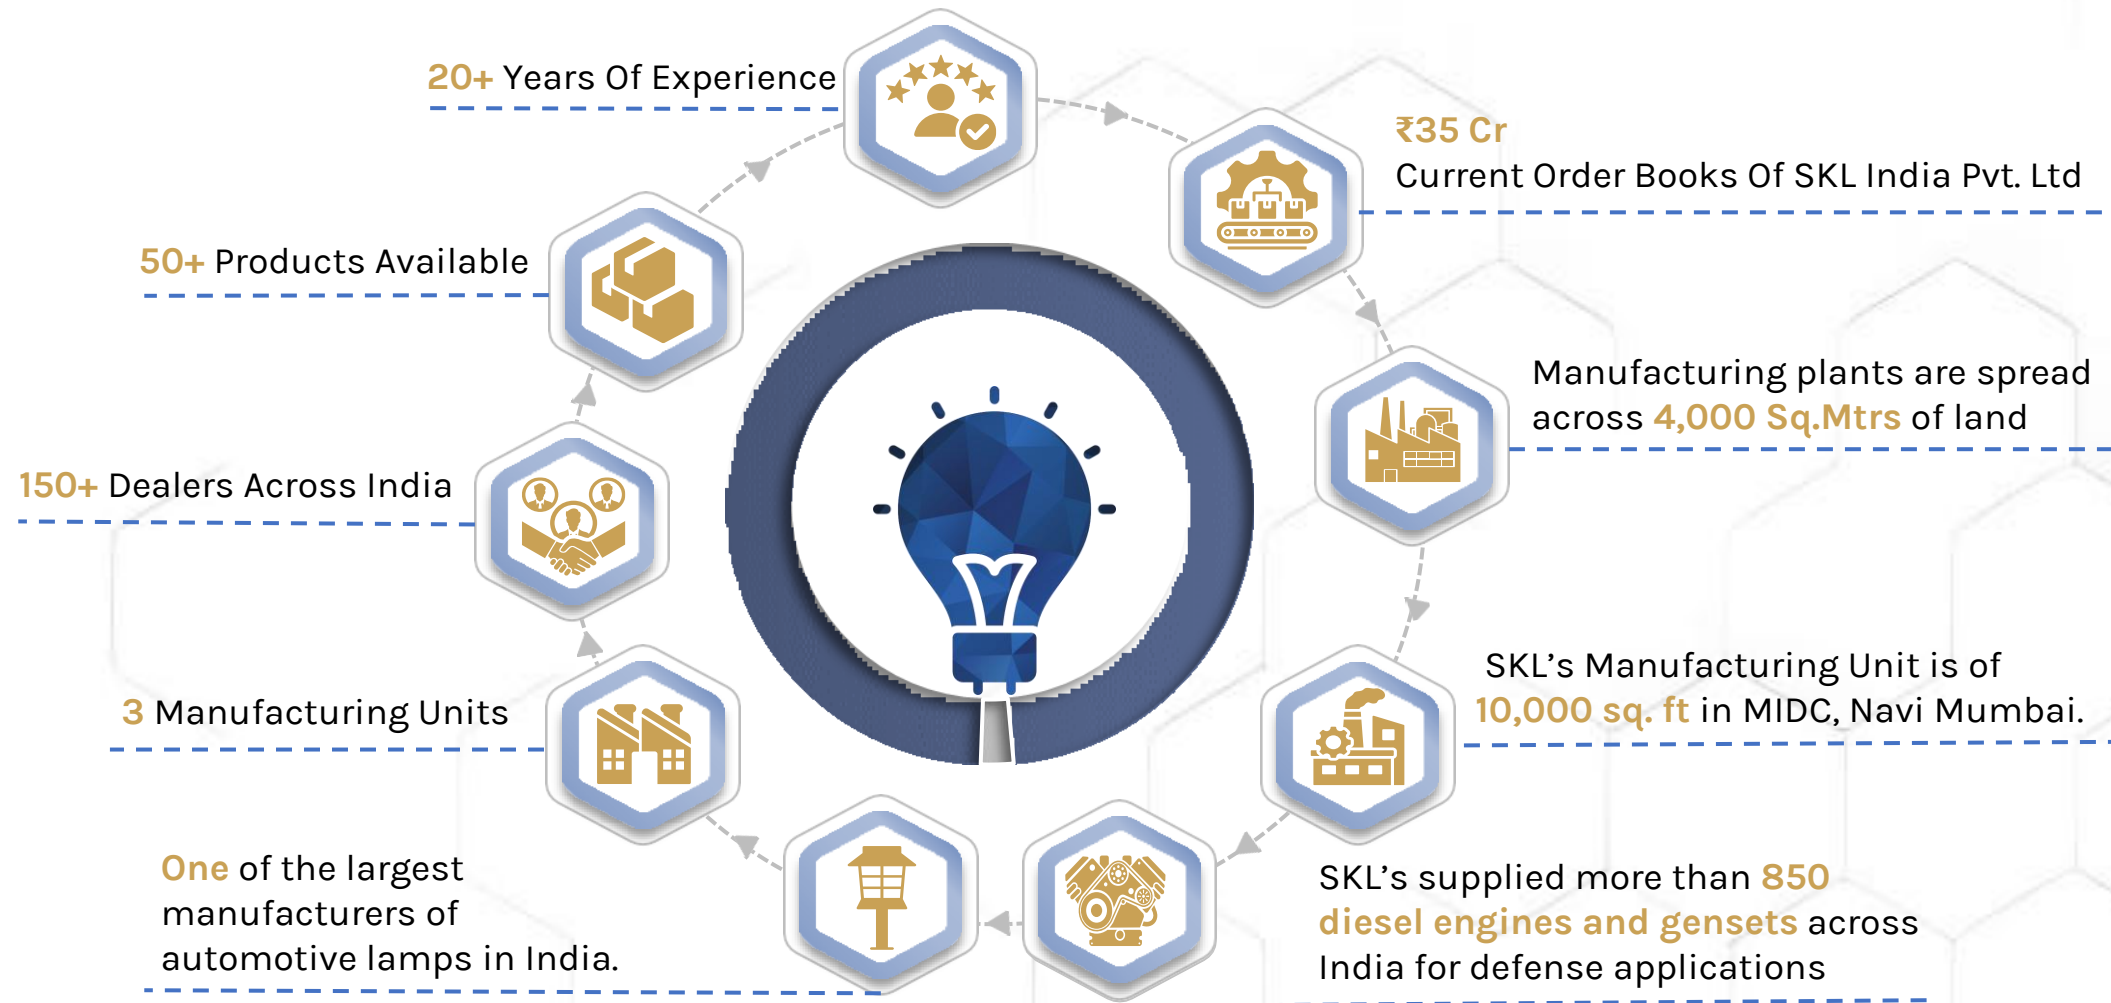 20+ Years Of Experience
₹35 Cr
Current Order Books Of SKL India Pvt. Ltd
50+ Products Available
Manufacturing plants are spread
across 4,000 Sq.Mtrs of land
150+ Dealers Across India
SKL’s Manufacturing Unit is of
10,000 sq. ft in MIDC, Navi Mumbai.
3 Manufacturing Units
One of the largest
manufacturers of
automotive lamps in India.
SKL’s supplied more than 850
diesel engines and gensets across
India for defense applications